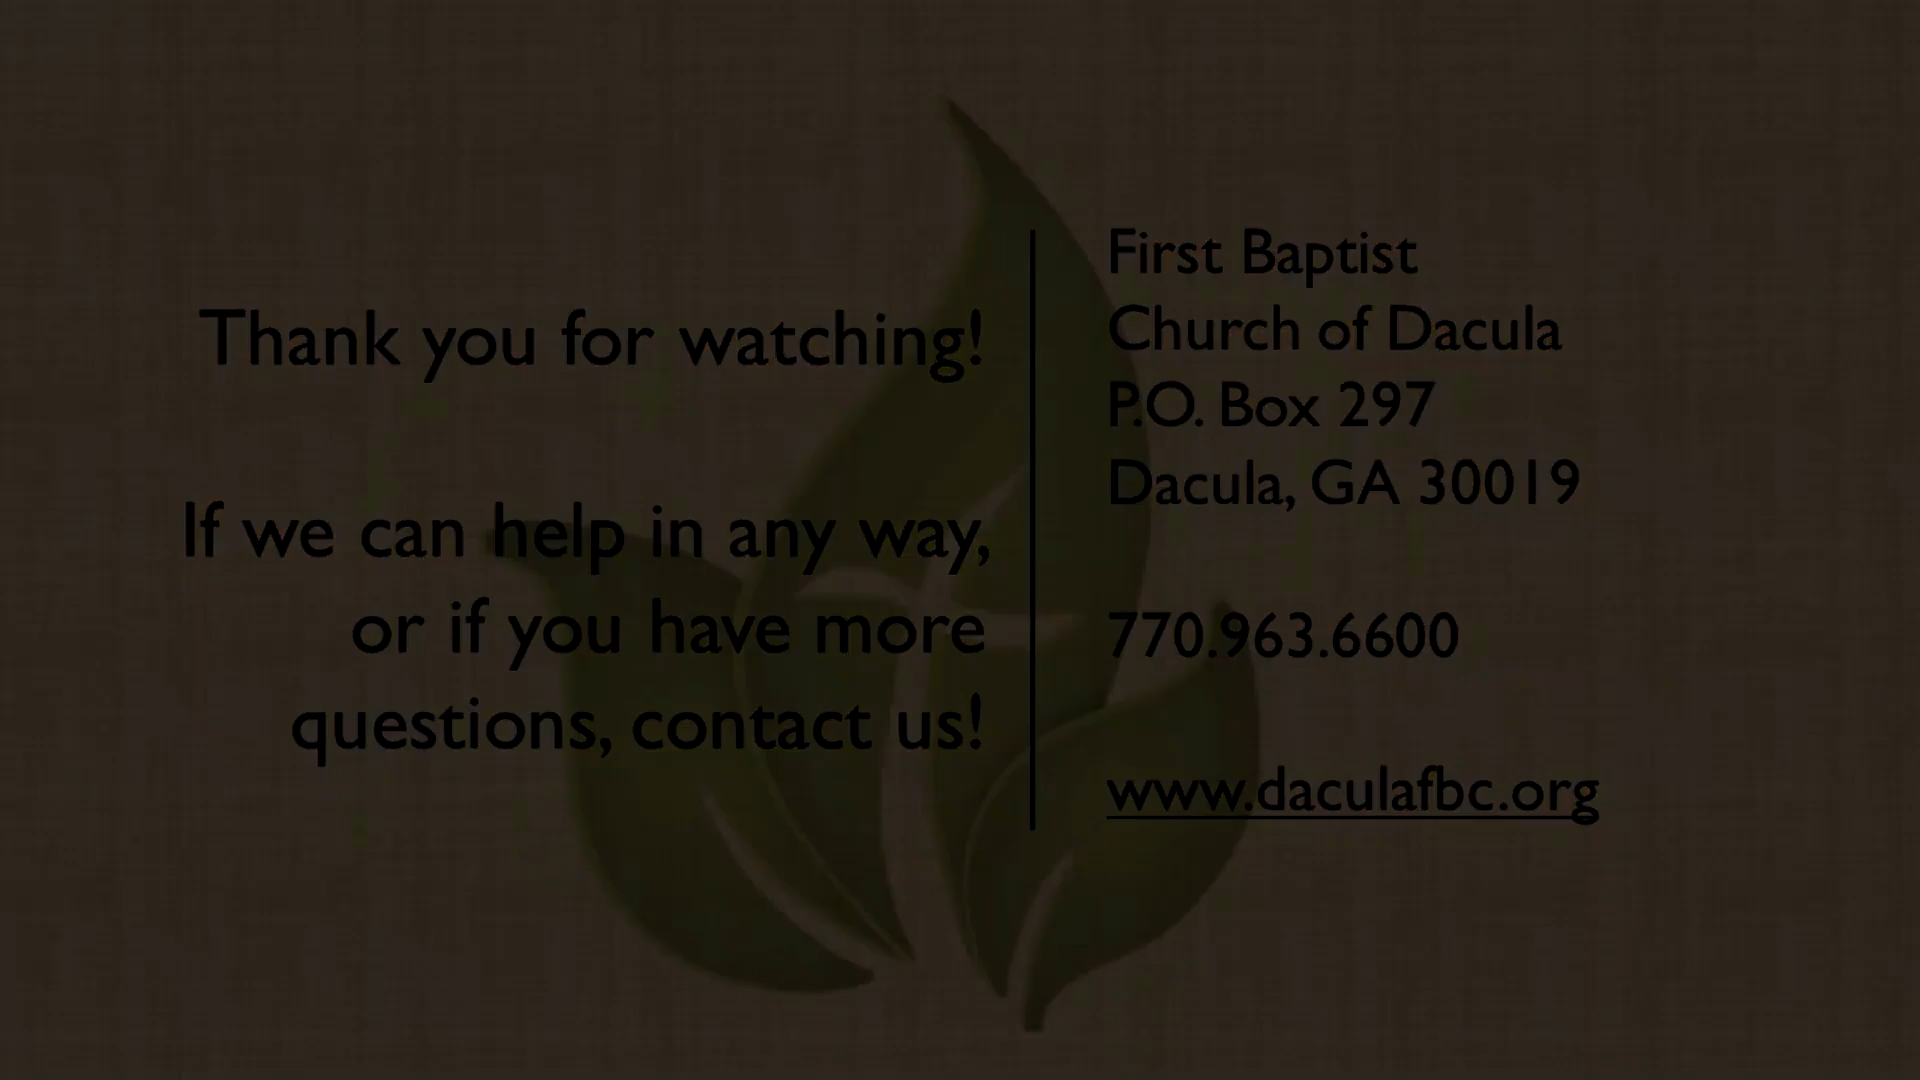 Thank you for watching!
If we can help in any way,
or if you have more
questions, contact us!
First Baptist
Church of Dacula
P.O. Box 297
Dacula, GA 30019
770.963.6600
www.daculafbc.org